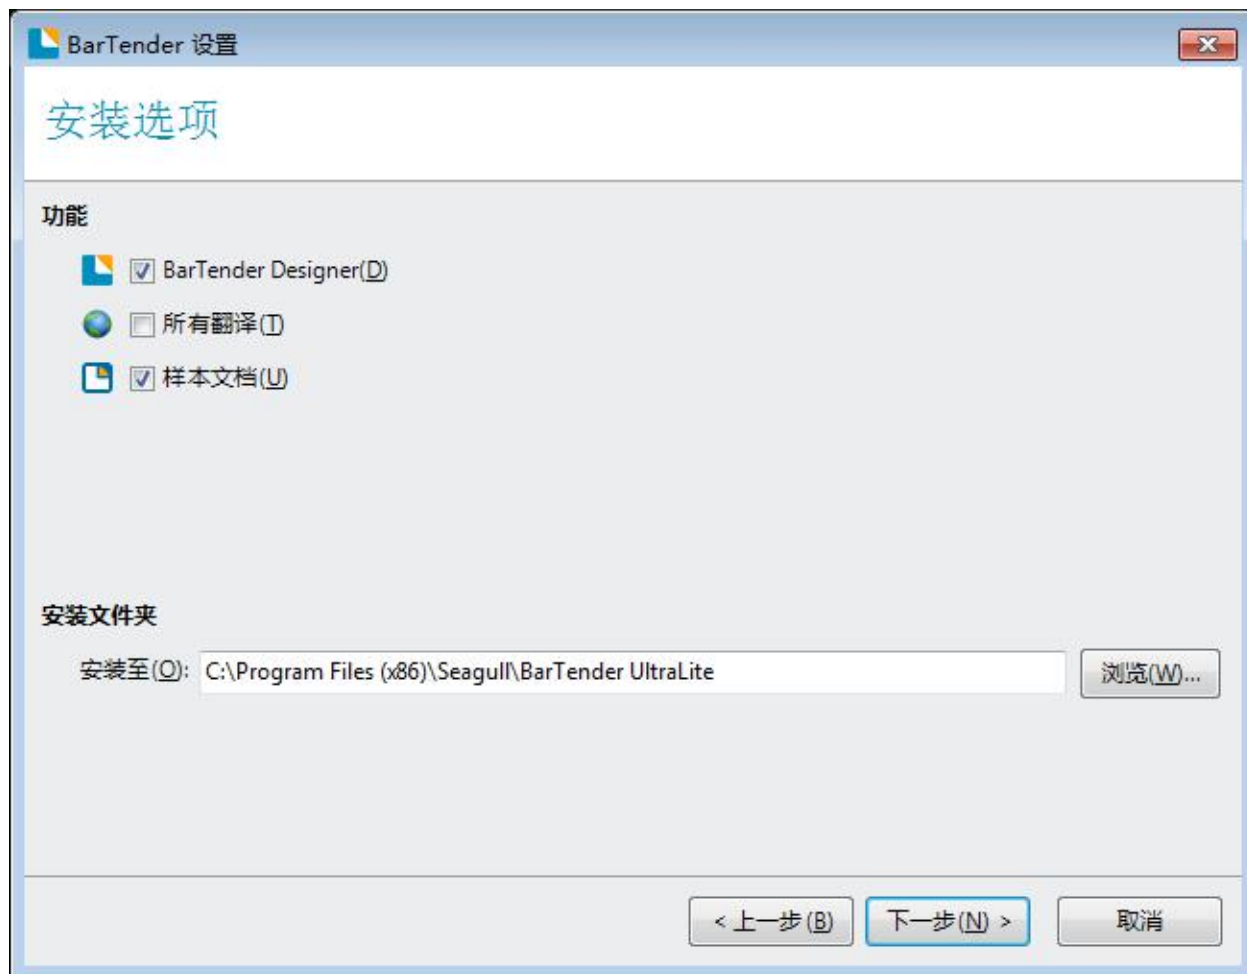 BarTender 设置
安装选项
功能
BarTender Designer(D)
所有翻译(T)
样本文档(U)
安装文件夹
安装至(O): C:\Program Files (x86)\Seagull\BarTender UltraLite 浏览(W)...
< 上一步(B) 下一步(N) > 取消